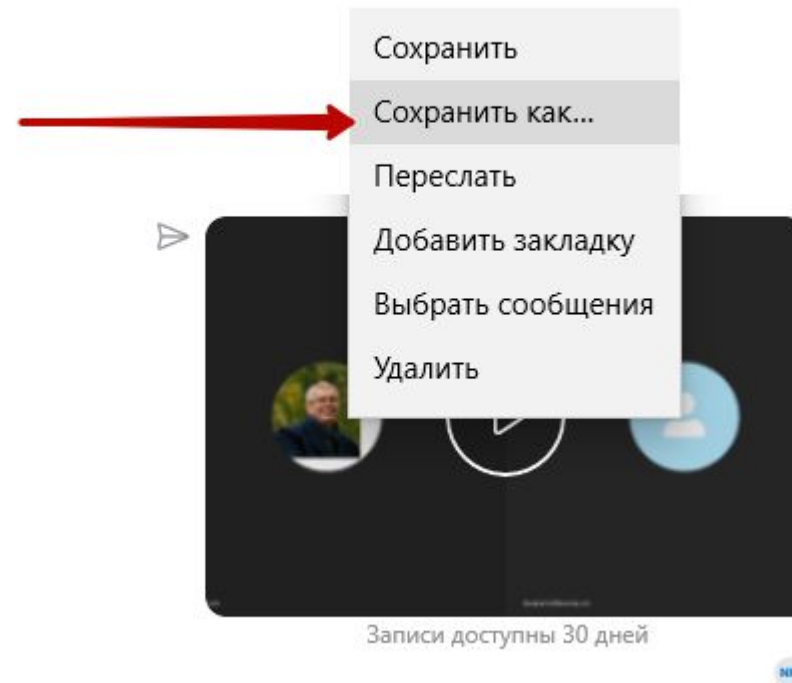 Сохранить
Сохранить как...
Переслать
Добавить закладку
Выбрать сообщения
Удалить
Записи доступны 30 дней